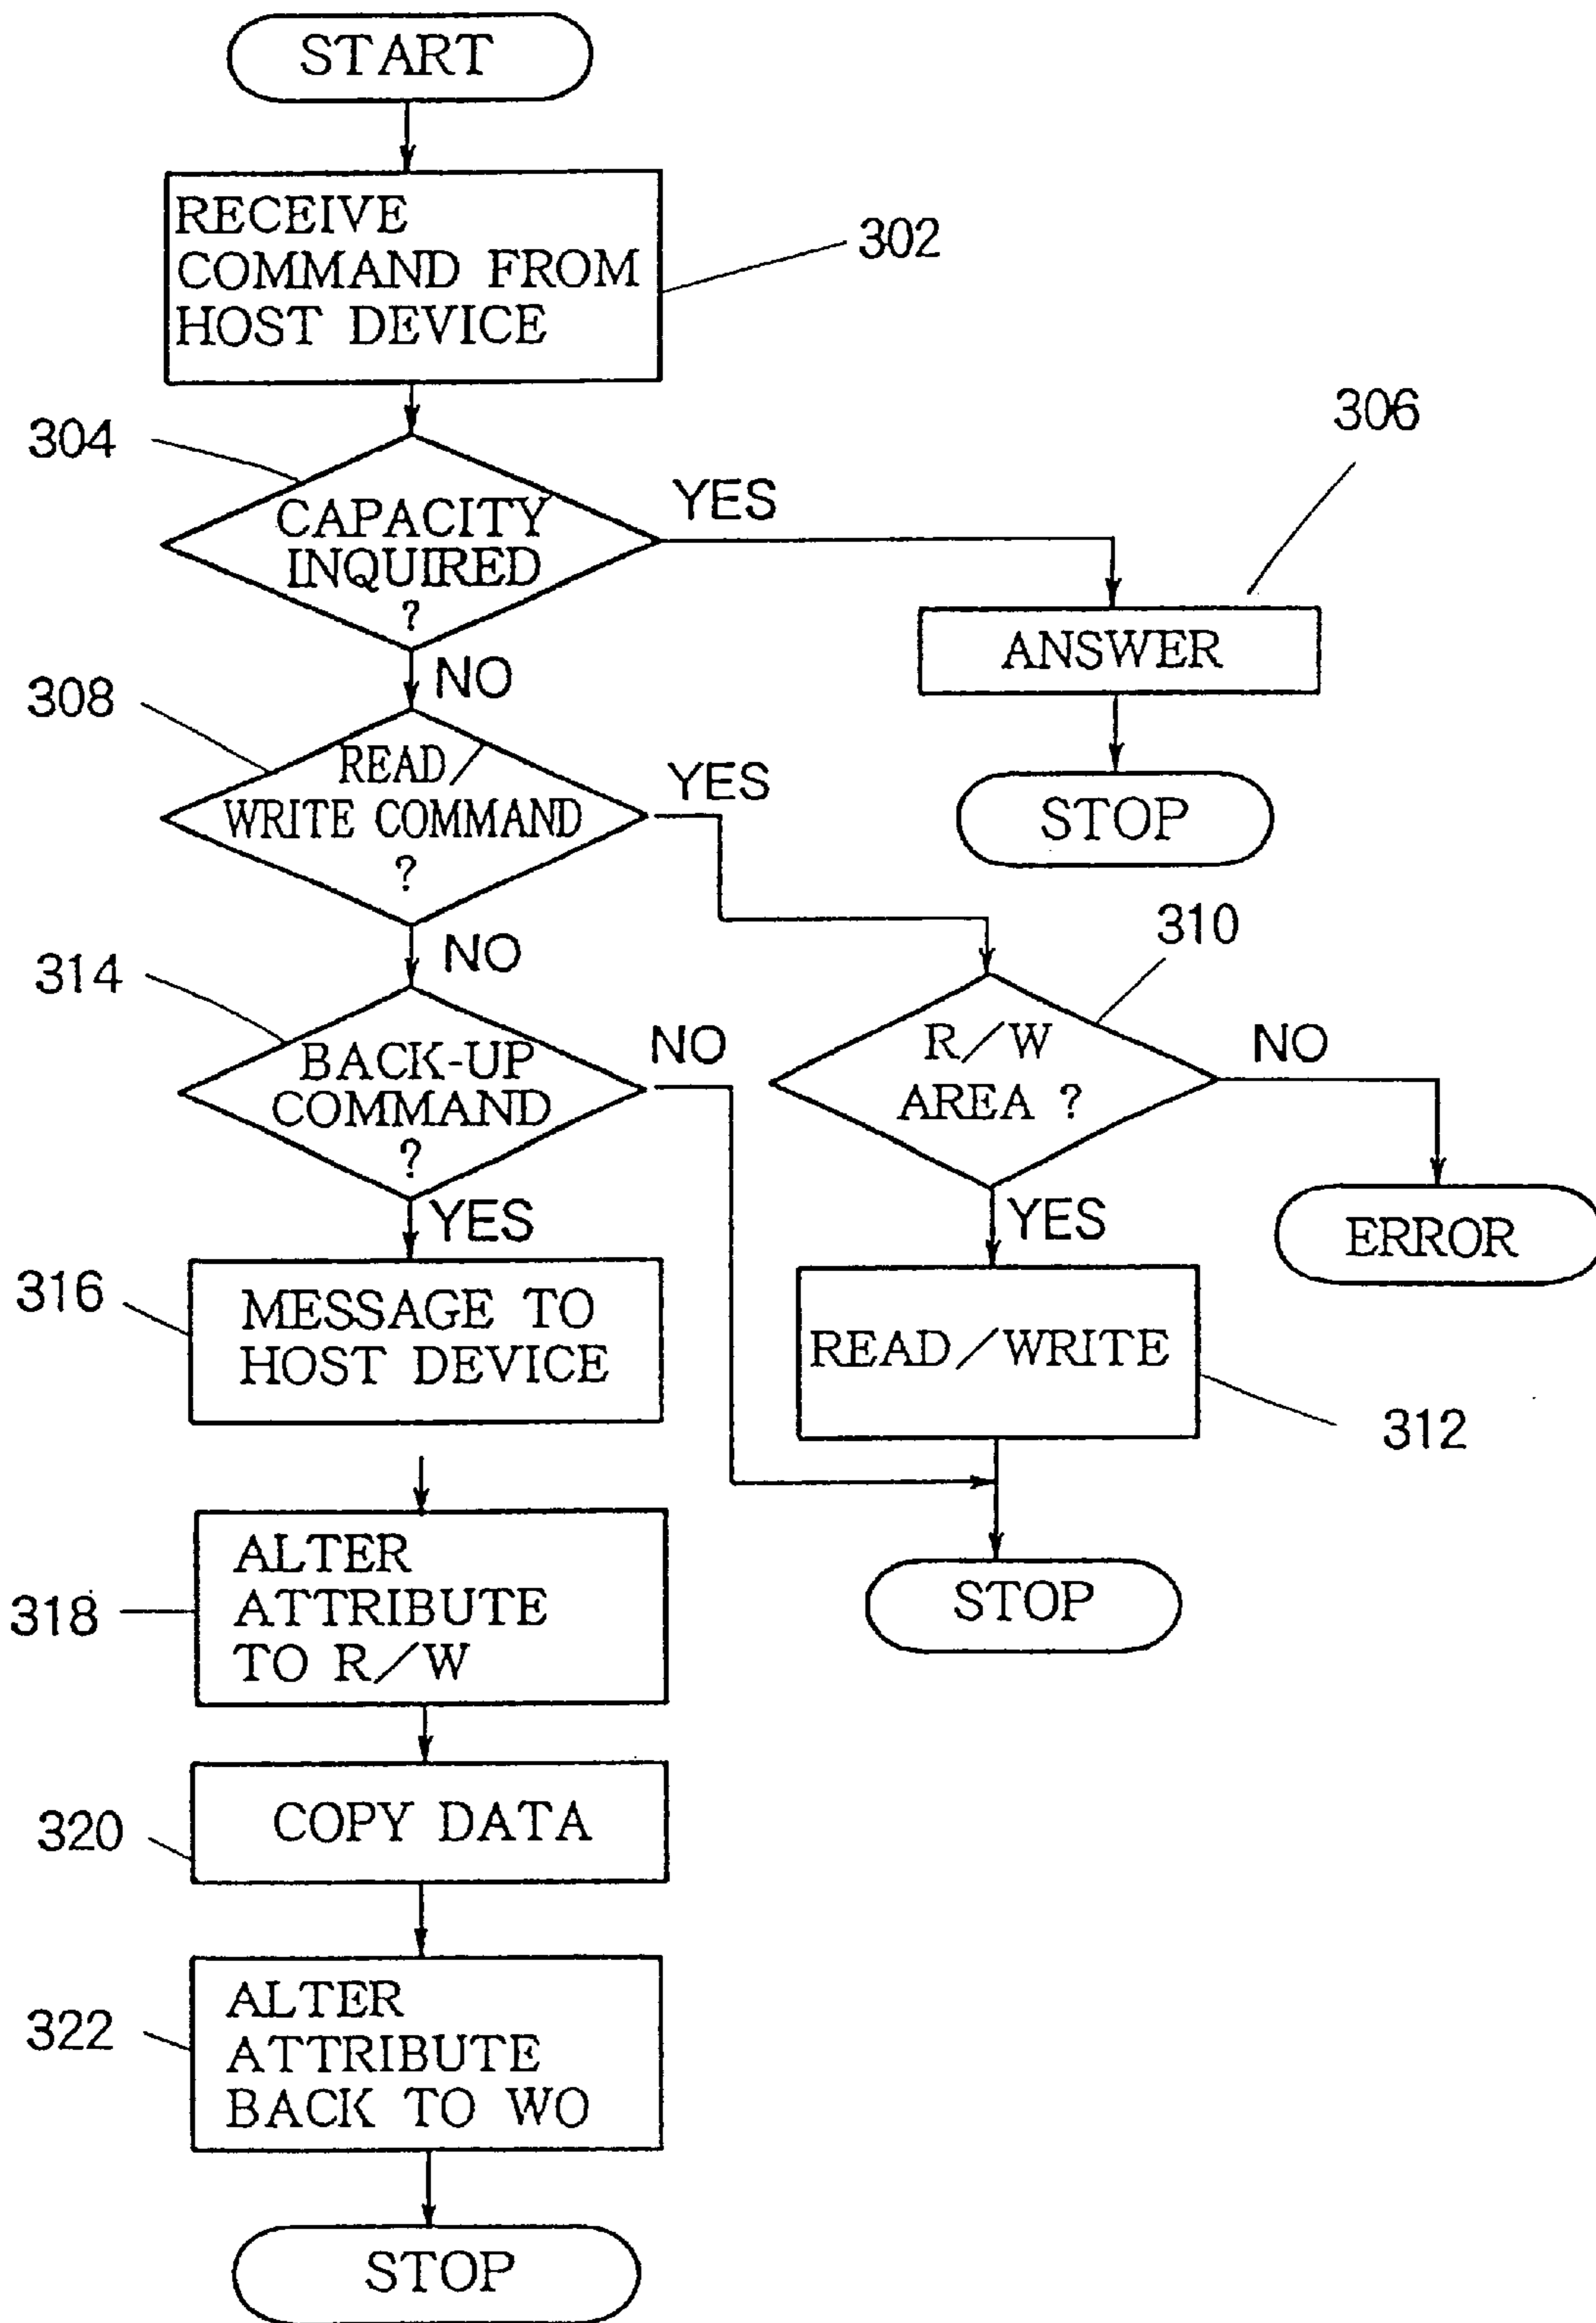 START
RECEIVE
COMMAND FROM
HOST DEVICE
302
304
CAPACITY
INQUIRED
?
YES
306
ANSWER
NO
STOP
308
READ/
WRITE COMMAND
?
YES
NO
310
R/W
AREA ?
NO
ERROR
314
BACK-UP
COMMAND
?
NO
YES
YES
316
MESSAGE TO
HOST DEVICE
READ/WRITE
312
318
ALTER
ATTRIBUTE
TO R/W
STOP
320
COPY DATA
322
ALTER
ATTRIBUTE
BACK TO WO
STOP